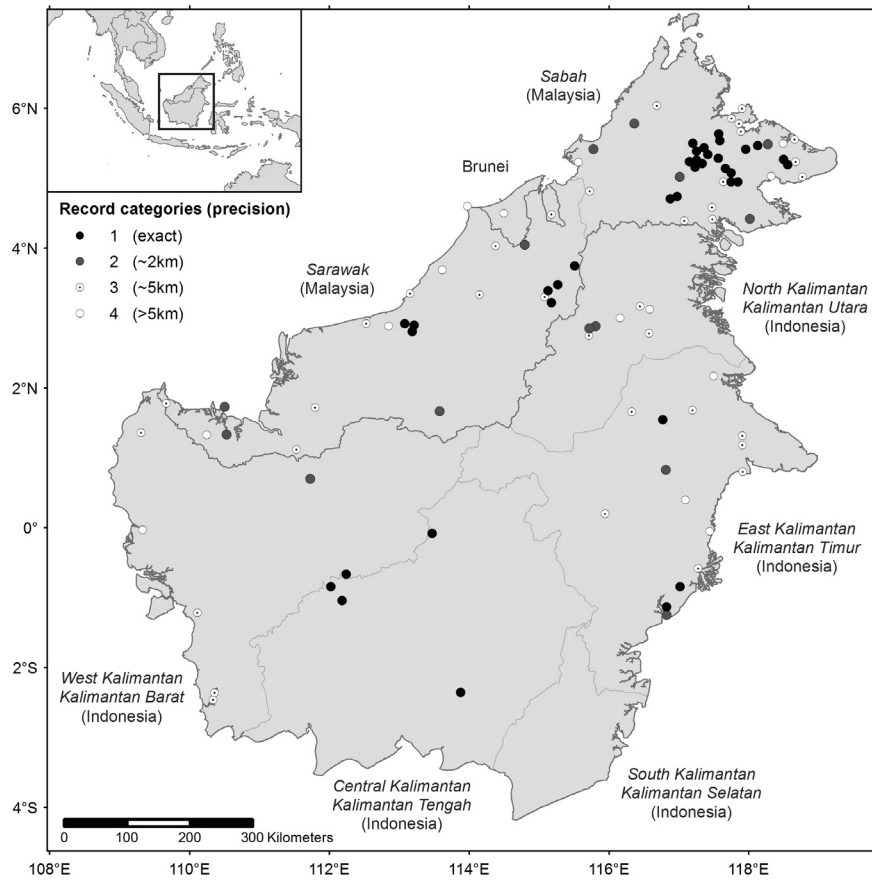 6°N
4°N
2°N
0°
2°S
4°S
Record categories (precision)
1 (exact)
2 (~2km)
3 (~5km)
4 (>5km)
Sabah
(Malaysia)
Brunei
Sarawak
(Malaysia)
North Kalimantan
Kalimantan Utara
(Indonesia)
East Kalimantan
Kalimantan Timur
(Indonesia)
West Kalimantan
Kalimantan Barat
(Indonesia)
Central Kalimantan
Kalimantan Tengah
(Indonesia)
South Kalimantan
Kalimantan Selatan
(Indonesia)
0 100 200 300 Kilometers
108°E 110°E 112°E 114°E 116°E 118°E